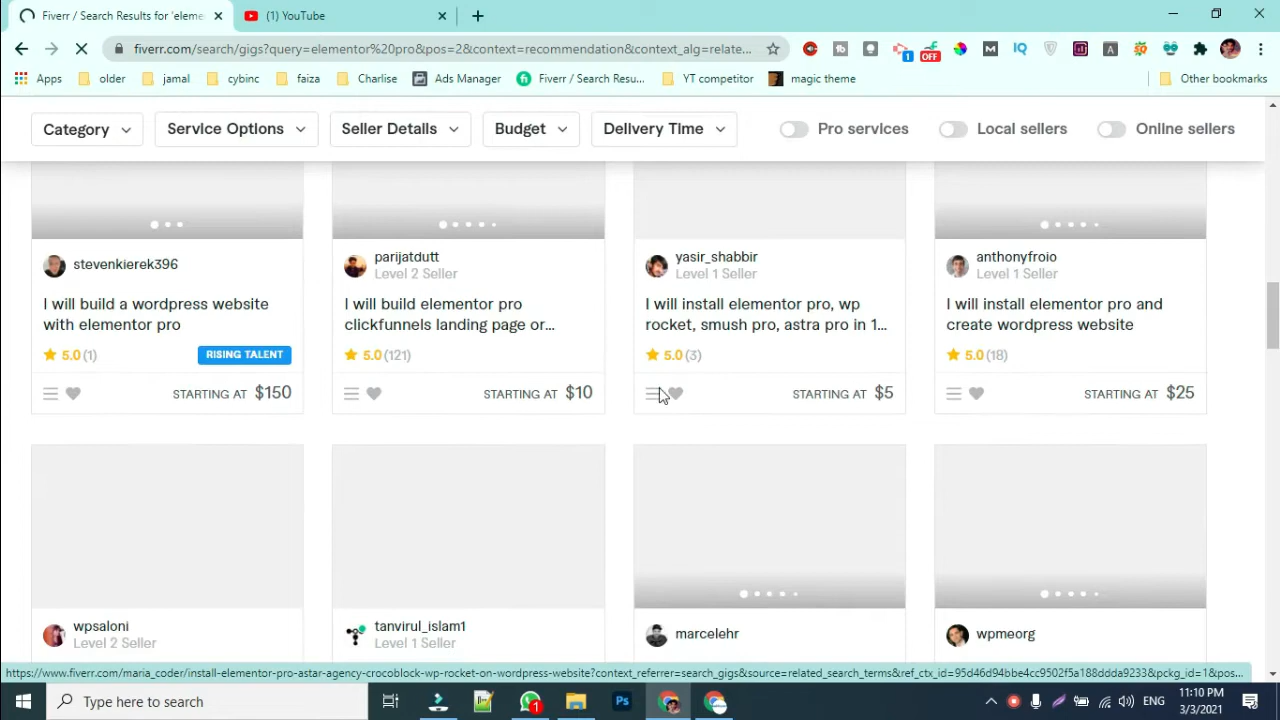 Fiverr / Search Results for 'eleme
(1) YouTube
fiverr.com/search/gigs?query=elementor%20pro&pos=2&context=recommendation&context_alg=relate...
1
OFF
M
IQ
A
Apps
older
jamal
cybinc
faiza
Charlise
Ads Manager
Fiverr / Search Resu...
YT competitor
magic theme
Other bookmarks
Category
Service Options
Seller Details
Budget
Delivery Time
Pro services
Local sellers
Online sellers
stevenkierek396
I will build a wordpress website
with elementor pro
5.0 (1)
RISING TALENT
STARTING AT $150
parijatdutt
Level 2 Seller
I will build elementor pro
clickfunnels landing page or...
5.0 (121)
STARTING AT $10
yasir_shabbir
Level 1 Seller
I will install elementor pro, wp
rocket, smush pro, astra pro in 1...
5.0 (3)
STARTING AT $5
anthonyfroio
Level 1 Seller
I will install elementor pro and
create wordpress website
5.0 (18)
STARTING AT $25
wpsaloni
Level 2 Seller
tanvirul_islam1
Level 1 Seller
marcelehr
wpmeorg
https://www.fiverr.com/maria_coder/install-elementor-pro-astar-agency-crocoblock-wp-rocket-on-wordpress-website?context_referrer=search_gigs&source=related_search_terms&ref_ctx_id=95d46d94bbe4cc9502f5a188ddda9233&pckg_id=1&pos...
Type here to search
1
Ps
ENG
11:10 PM
3/3/2021